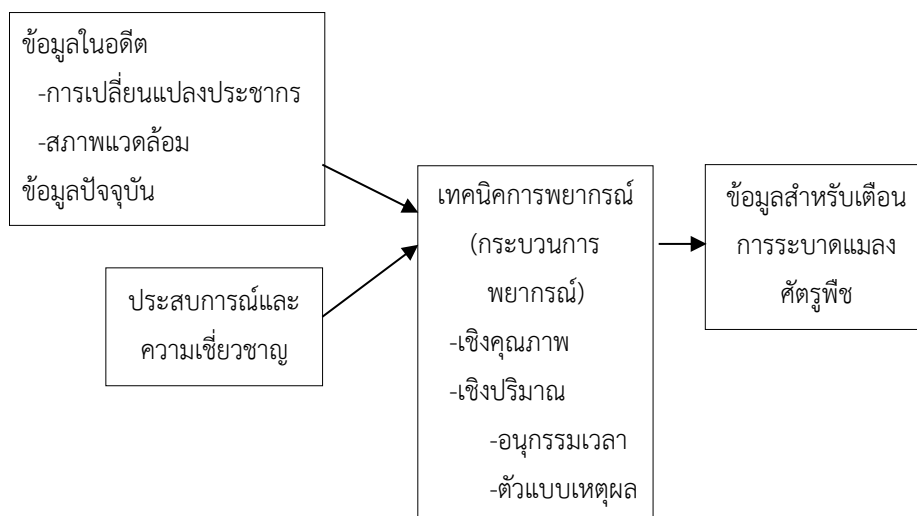 ข้อมูลในอดีต
-การเปลี่ยนแปลงประชากร
-สภาพแวดล้อม
ข้อมูลปัจจุบัน
ประสบการณ์และ
ความเชี่ยวชาญ
เทคนิคการพยากรณ์
(กระบวนการ
พยากรณ์)
-เชิงคุณภาพ
-เชิงปริมาณ
-อนุกรรมเวลา
-ตัวแบบเหตุผล
ข้อมูลสำหรับเตือน
การระบาดแมลง
ศัตรูพืช